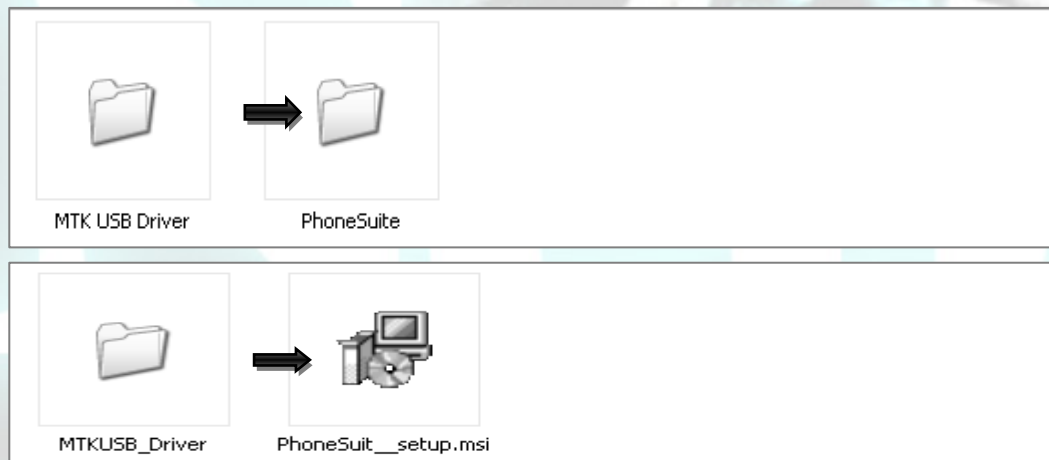 MTK USB Driver PhoneSuite
MTKUSB_Driver PhoneSuit__setup.msi